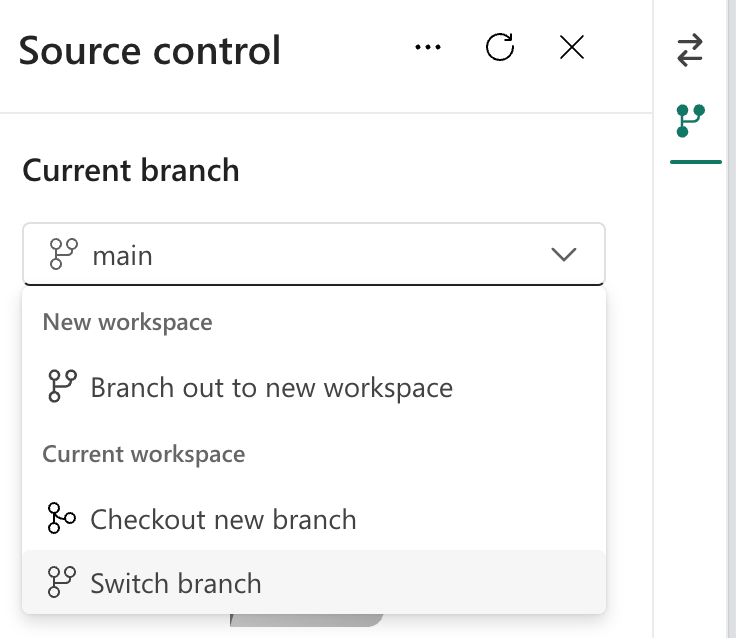 Source control
Current branch
main
New workspace
Branch out to new workspace
Current workspace
Checkout new branch
Switch branch